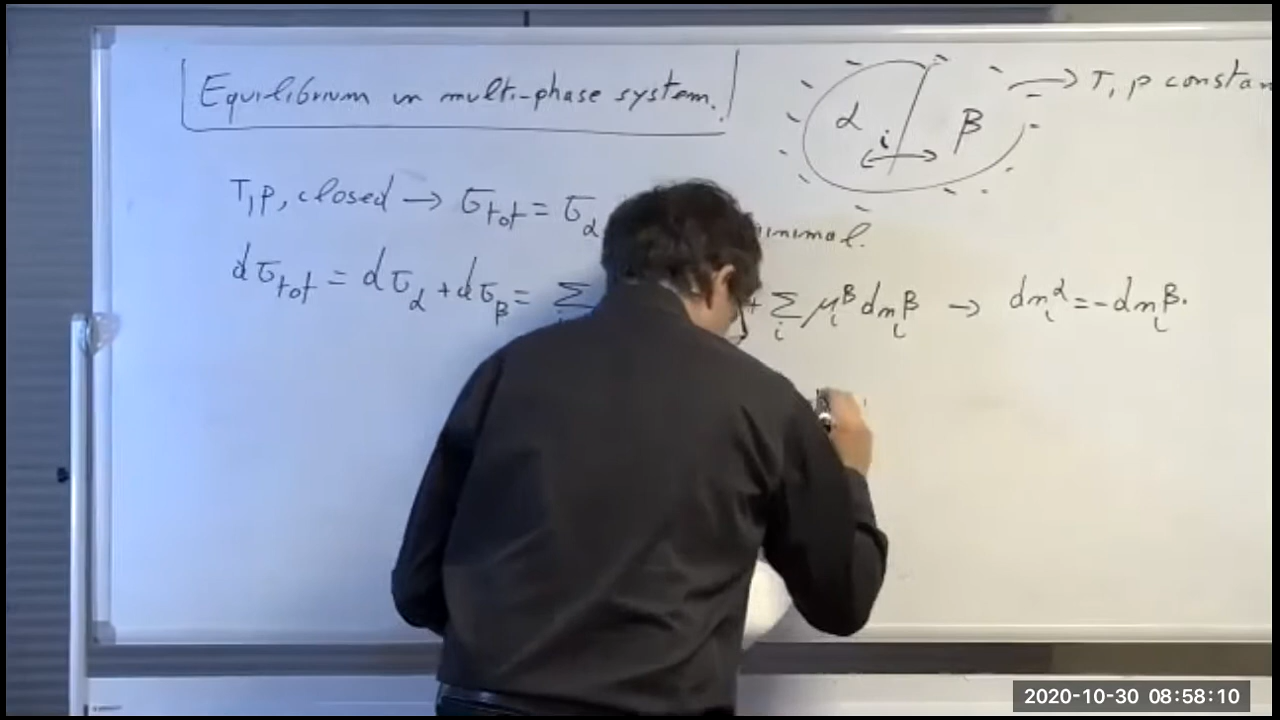 Equilibrium in multi-phase system.
α i β → T, p constan
T, p, closed → G_tot = G_α
minimal.
dG_tot = dG_α + dG_β = Σ + Σ_i μ_i^β dn_i^β → dn_i^α = -dn_i^β.
2020-10-30 08:58:10